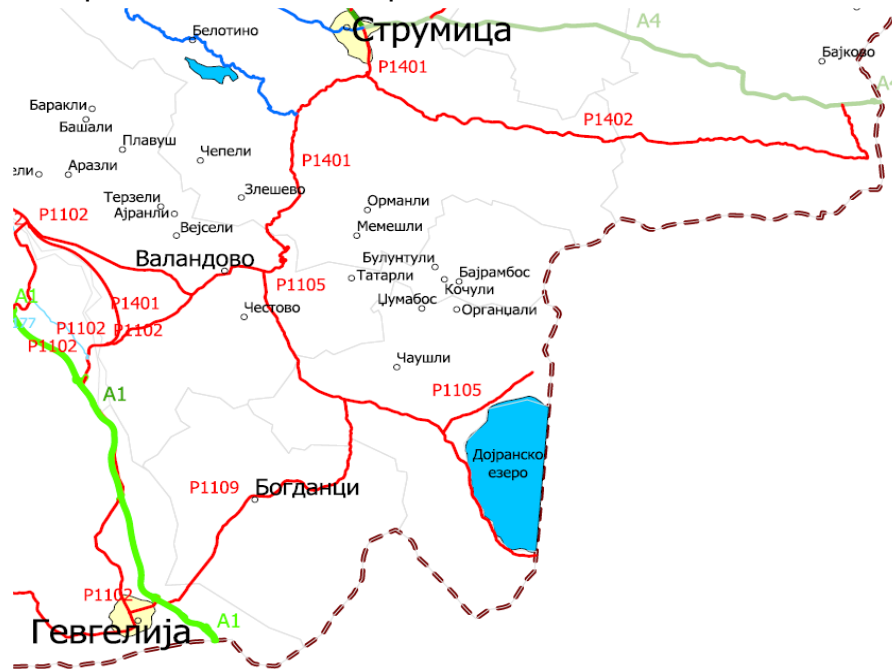 Белотино
Струмица
A4
Бајково
A4
P1401
Баракли
Башали
Плавуш
Чепели
P1402
P1401
ели
Аразли
Злешево
Терзели
Ајранли
Орманли
P1102
Вејсели
Мемешли
Валандово
Булунтули
P1105
Татарли
Бајрамбос
Кочули
A1
P1401
Честово
Џумабос
Органџали
P1102
P1102
P1102
Чаушли
A1
P1105
Дојранско
езеро
P1109
Богданци
P1102
Гевгелија
A1